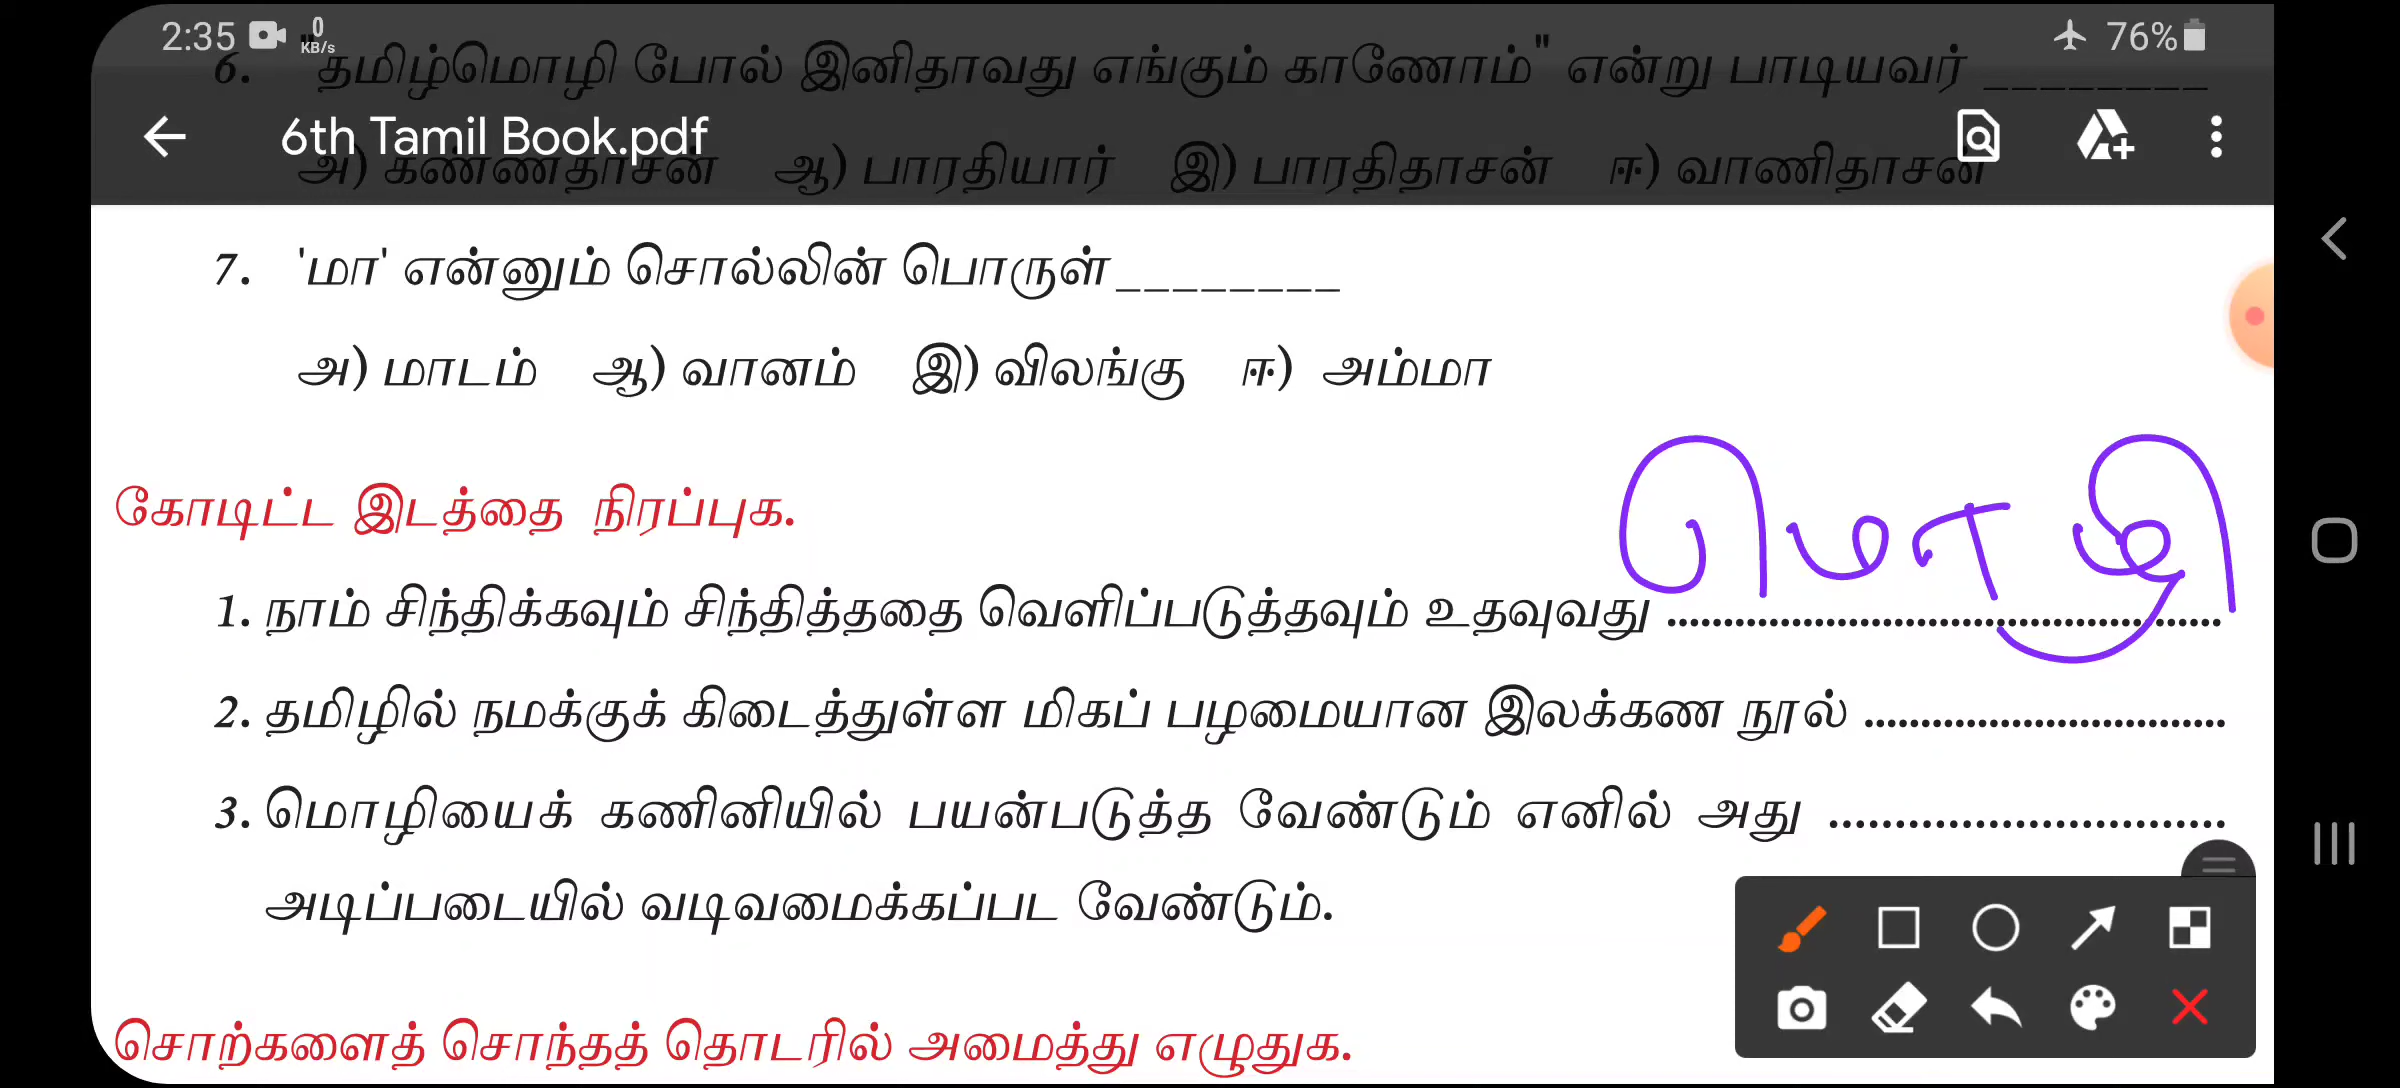 2:35 0 KB/s 76%
6. "தமிழ்மொழி போல் இனிதாவது எங்கும் காணோம்" என்று பாடியவர் ________
6th Tamil Book.pdf
அ) கண்ணதாசன் ஆ) பாரதியார் இ) பாரதிதாசன் ஈ) வாணிதாசன்
7. 'மா' என்னும் சொல்லின் பொருள்________
அ) மாடம் ஆ) வானம் இ) விலங்கு ஈ) அம்மா
கோடிட்ட இடத்தை நிரப்புக.
மொழி
1. நாம் சிந்திக்கவும் சிந்தித்ததை வெளிப்படுத்தவும் உதவுவது .......................................
2. தமிழில் நமக்குக் கிடைத்துள்ள மிகப் பழமையான இலக்கண நூல் ..........................
3. மொழியைக் கணினியில் பயன்படுத்த வேண்டும் எனில் அது ..............................
அடிப்படையில் வடிவமைக்கப்பட வேண்டும்.
சொற்களைத் சொந்தத் தொடரில் அமைத்து எழுதுக.